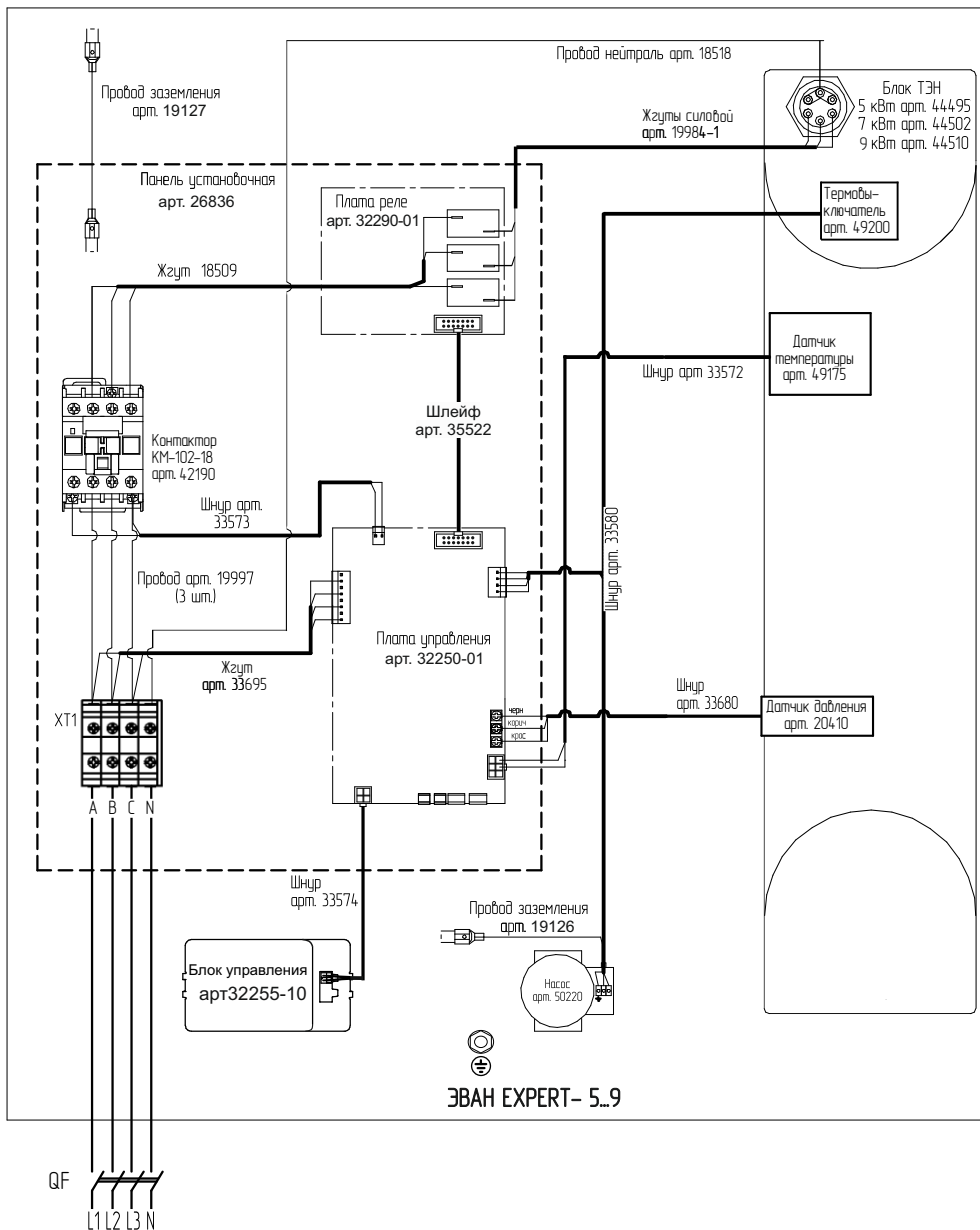 Провод нейтраль арт. 18518
Провод заземления
арт. 19127
Блок ТЭН
5 кВт арт. 44495
7 кВт арт. 44502
9 кВт арт. 44510
Жгуты силовой
арт. 19984-1
Панель установочная
арт. 26836
Плата реле
арт. 32290-01
Термовы-
ключатель
арт. 49200
Жгут 18509
Датчик
температуры
арт. 49175
Шнур арт 33572
Шлейф
арт. 35522
Контактор
КМ-102-18
арт. 42190
Шнур арт.
33573
Шнур арт. 33580
Провод арт. 19997
(3 шт.)
Плата управления
арт. 32250-01
Жгут
арт. 33695
Шнур
арт. 33680
Датчик давления
арт. 20410
XT1
черн
корич
крас
A B C N
Шнур
арт. 33574
Провод заземления
арт. 19126
Блок управления
арт32255-10
Насос
арт. 50220
ЭВАН EXPERT- 5...9
QF
L1 L2 L3 N